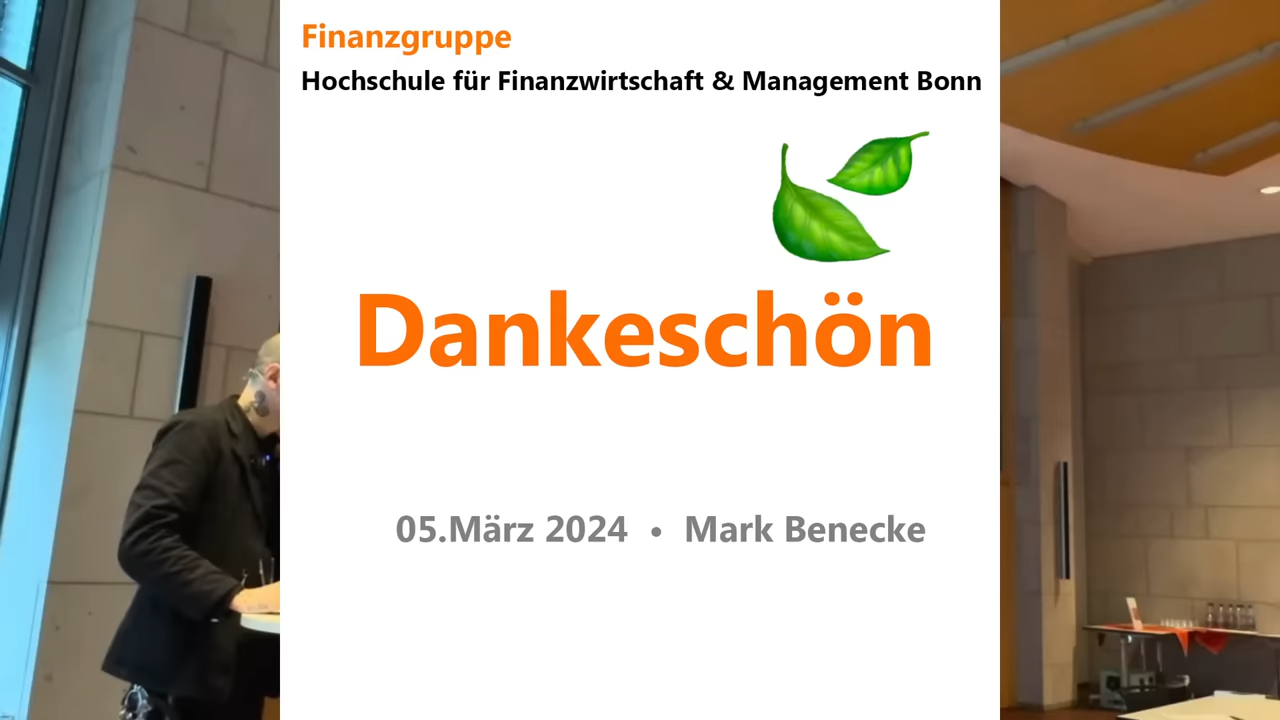 Finanzgruppe
Hochschule für Finanzwirtschaft & Management Bonn
Dankeschön
05.März 2024 • Mark Benecke